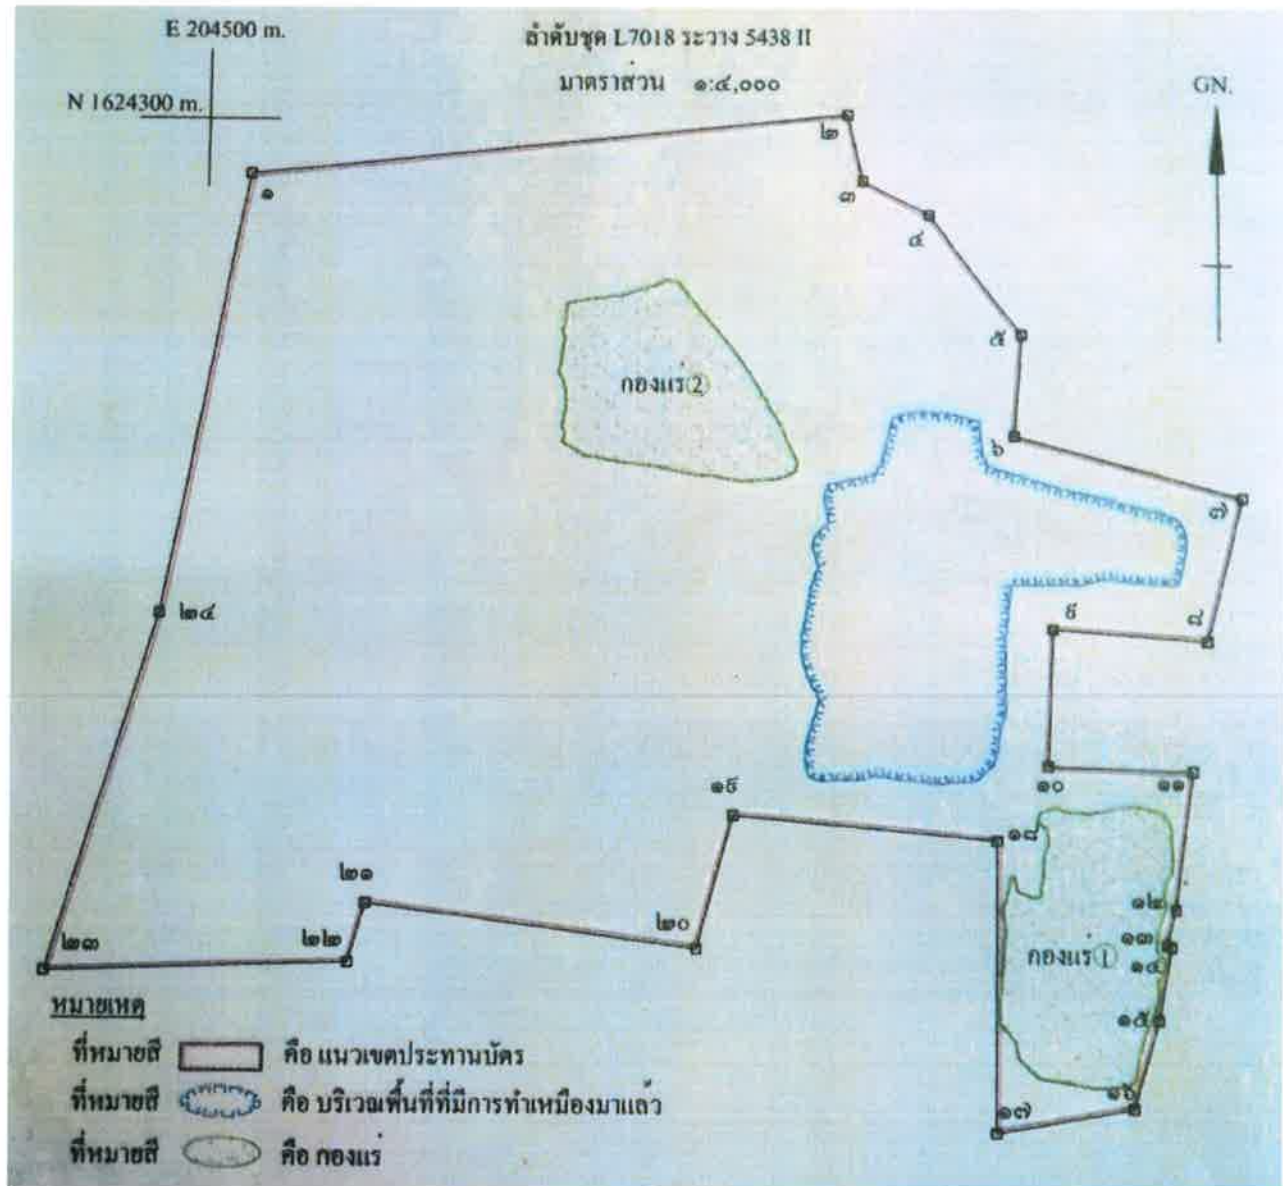 E 204500 m.
ลำดับชุด L7018 ระวาง 5438 II
มาตราส่วน ๑:๔,๐๐๐
N 1624300 m.
GN.
๒
๑
๓
๔
๕
กองแร่ ②
๖
๗
๒๔
๙
๘
๑๐
๑๑
๑๙
๑๘
๒๑
๑๒
๒๐
๒๒
๑๓
๒๓
กองแร่ ①
๑๔
๑๕
๑๖
๑๗
หมายเหตุ
ที่หมายสี คือ แนวเขตประทานบัตร
ที่หมายสี คือ บริเวณพื้นที่ที่มีการทำเหมืองมาแล้ว
ที่หมายสี คือ กองแร่